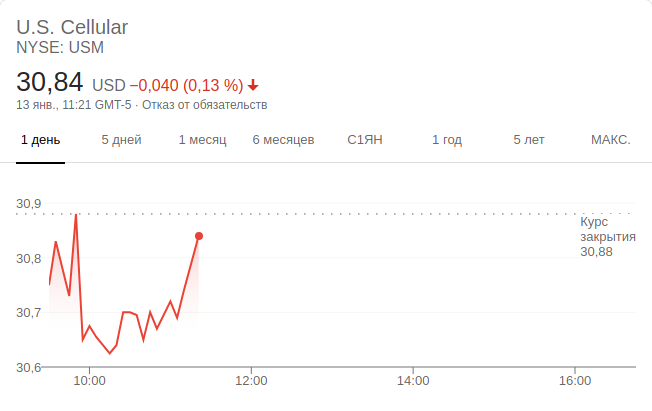 U.S. Cellular
NYSE: USM
30,84 USD −0,040 (0,13 %)
13 янв., 11:21 GMT-5 · Отказ от обязательств
1 день 5 дней 1 месяц 6 месяцев С1ЯН 1 год 5 лет МАКС.
30,9
Курс
закрытия
30,88
30,8
30,7
30,6
10:00 12:00 14:00 16:00